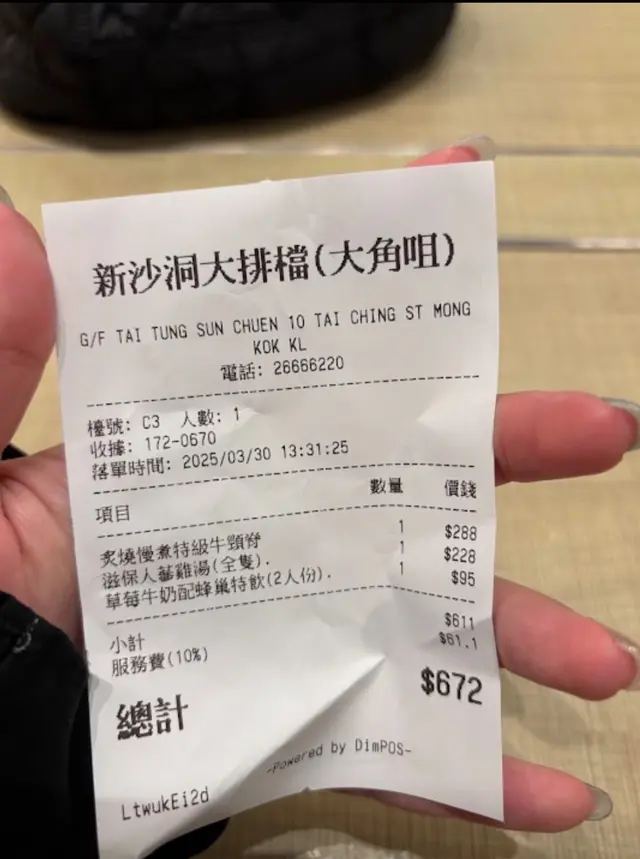 新沙洞大排檔(大角咀)
G/F TAI TUNG SUN CHUEN 10 TAI CHING ST MONG
KOK KL
電話: 26666220
檯號: C3 人數: 1
收據: 172-0670
落單時間: 2025/03/30 13:31:25
項目 數量 價錢
炙燒慢煮特級牛頸脊 1 $288
滋保人蔘雞湯(全隻). 1 $228
草莓牛奶配蜂巢特飲(2人份). 1 $95
小計 $611
服務費(10%) $61.1
總計 $672
-Powered by DimPOS-
LtwukEi2d